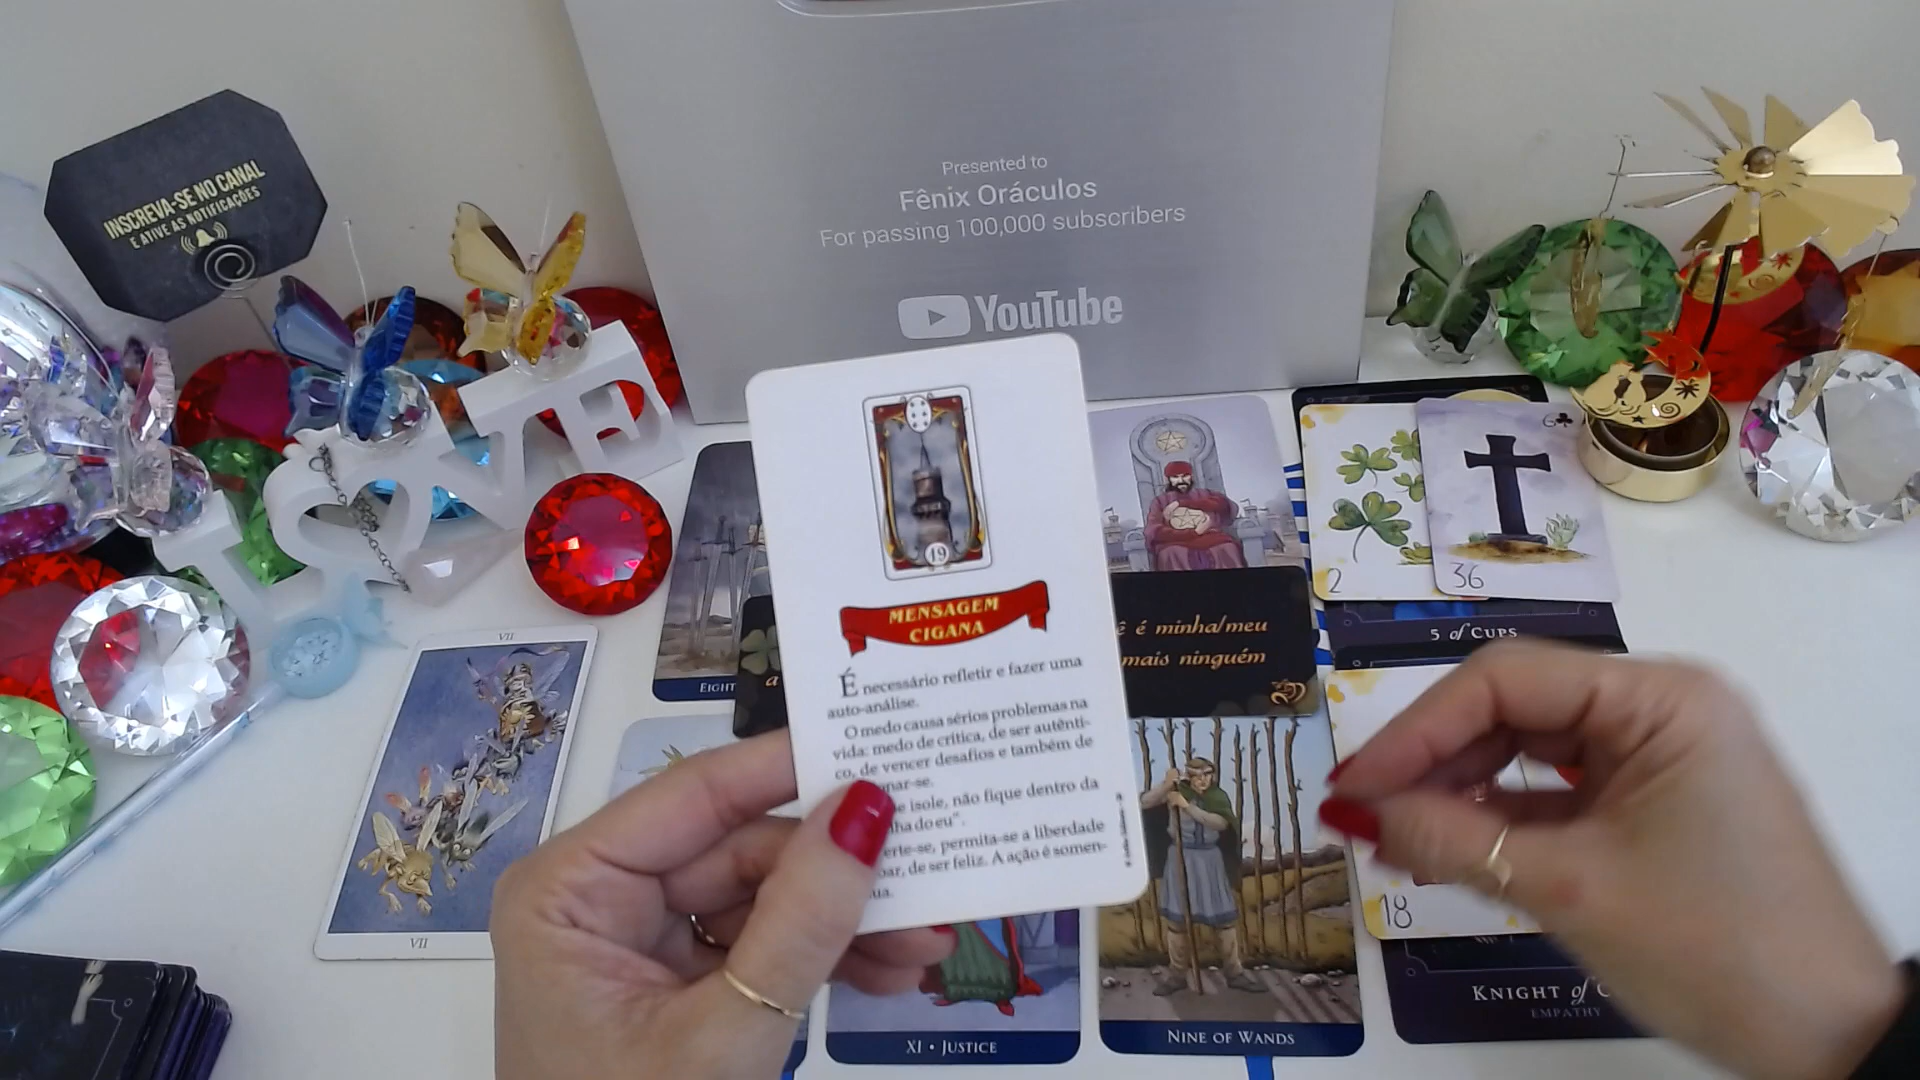 INSCREVA-SE NO CANAL
E ATIVE AS NOTIFICAÇÕES
Presented to
Fênix Oráculos
For passing 100,000 subscribers
YouTube
19
MENSAGEM
CIGANA
É necessário refletir e fazer uma
auto-análise.
O medo causa sérios problemas na
vida: medo de crítica, de ser autênti-
co, de vencer desafios e também de
isole, não fique dentro da
do eu".
permita-se a liberdade
de ser feliz. A ação é somen-
VII
VII
EIGHT
a
é minha/meu
mais ninguém
2
6
36
5 of CUPS
18
KNIGHT of
EMPATHY
XI • JUSTICE
NINE OF WANDS